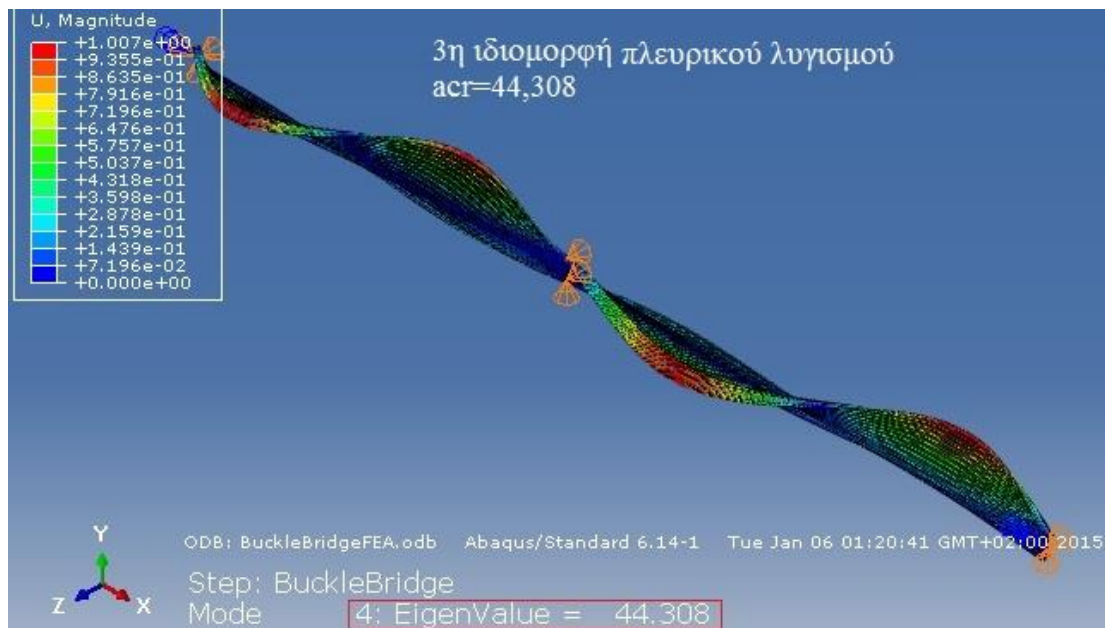 U, Magnitude
+1.007e+00
+9.355e-01
+8.635e-01
+7.916e-01
+7.196e-01
+6.476e-01
+5.757e-01
+5.037e-01
+4.318e-01
+3.598e-01
+2.878e-01
+2.159e-01
+1.439e-01
+7.196e-02
+0.000e+00
3η ιδιομορφή πλευρικού λυγισμού
acr=44,308
Y
Z
X
ODB: BuckleBridgeFEA.odb Abaqus/Standard 6.14-1 Tue Jan 06 01:20:41 GMT+02:00 2015
Step: BuckleBridge
Mode 4: EigenValue = 44.308